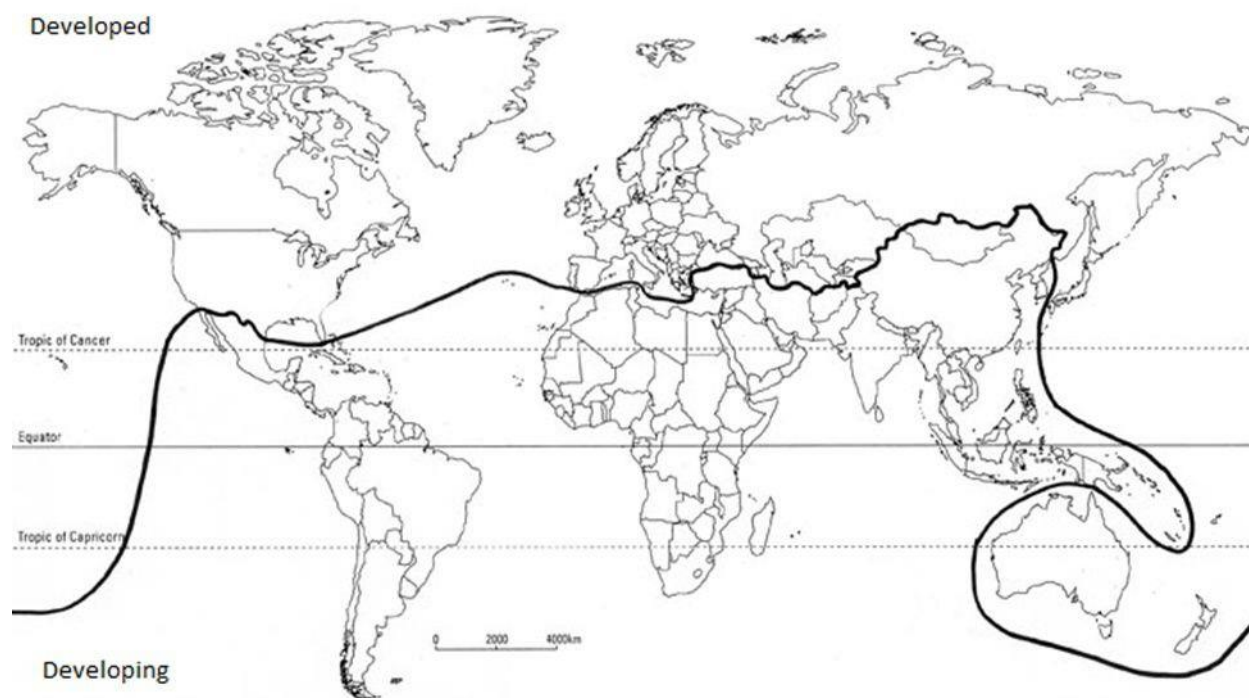 Developed
Tropic of Cancer
Equator
Tropic of Capricorn
0 2000 4000km
Developing